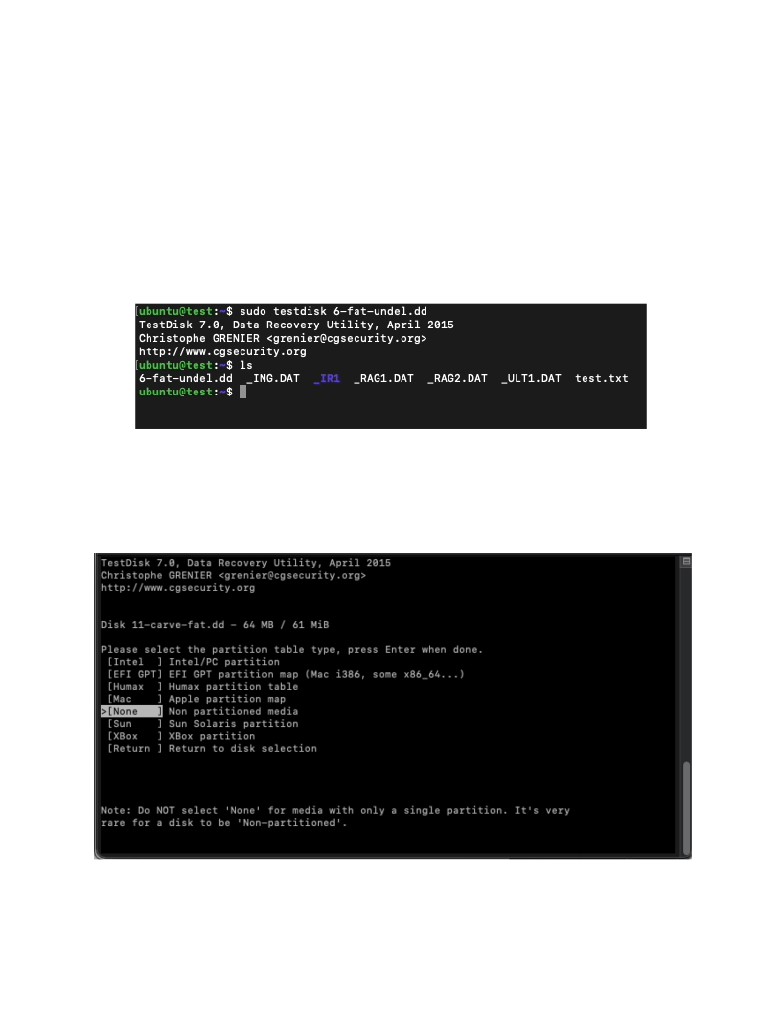 [ubuntu@test:~$ sudo testdisk 6-fat-undel.dd
TestDisk 7.0, Data Recovery Utility, April 2015
Christophe GRENIER <grenier@cgsecurity.org>
http://www.cgsecurity.org
[ubuntu@test:~$ ls
6-fat-undel.dd  _ING.DAT  _IR1  _RAG1.DAT  _RAG2.DAT  _ULT1.DAT  test.txt
ubuntu@test:~$
TestDisk 7.0, Data Recovery Utility, April 2015
Christophe GRENIER <grenier@cgsecurity.org>
http://www.cgsecurity.org
Disk 11-carve-fat.dd - 64 MB / 61 MiB
Please select the partition table type, press Enter when done.
[Intel  ] Intel/PC partition
[EFI GPT] EFI GPT partition map (Mac i386, some x86_64...)
[Humax  ] Humax partition table
[Mac    ] Apple partition map
>[None   ] Non partitioned media
[Sun    ] Sun Solaris partition
[XBox   ] XBox partition
[Return ] Return to disk selection
Note: Do NOT select 'None' for media with only a single partition. It's very
rare for a disk to be 'Non-partitioned'.